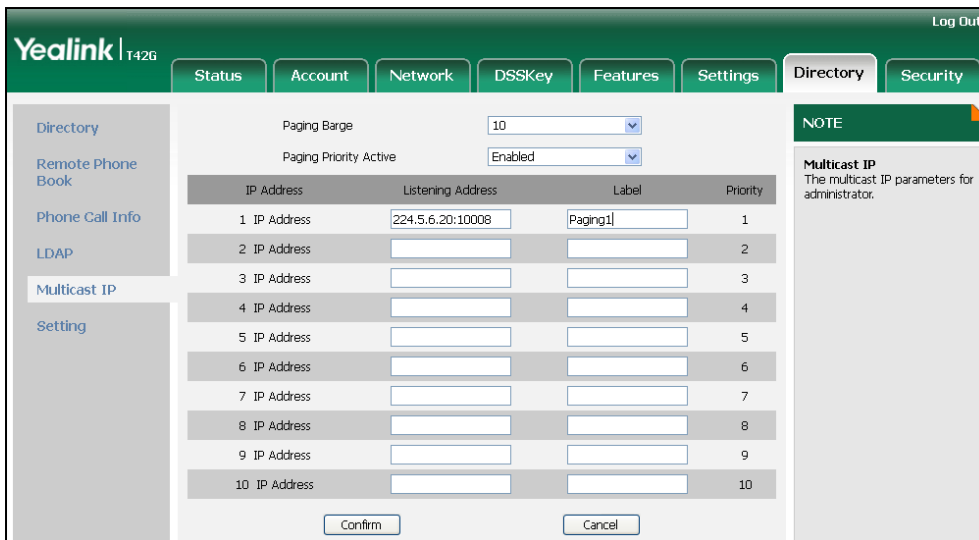 Log Out
Yealink | T42G
Status Account Network DSSKey Features Settings Directory Security
Directory
Remote Phone
Book
Phone Call Info
LDAP
Multicast IP
Setting
Paging Barge 10
Paging Priority Active Enabled
IP Address Listening Address Label Priority
1 IP Address 224.5.6.20:10008 Paging1 1
2 IP Address 2
3 IP Address 3
4 IP Address 4
5 IP Address 5
6 IP Address 6
7 IP Address 7
8 IP Address 8
9 IP Address 9
10 IP Address 10
Confirm Cancel
NOTE
Multicast IP
The multicast IP parameters for
administrator.